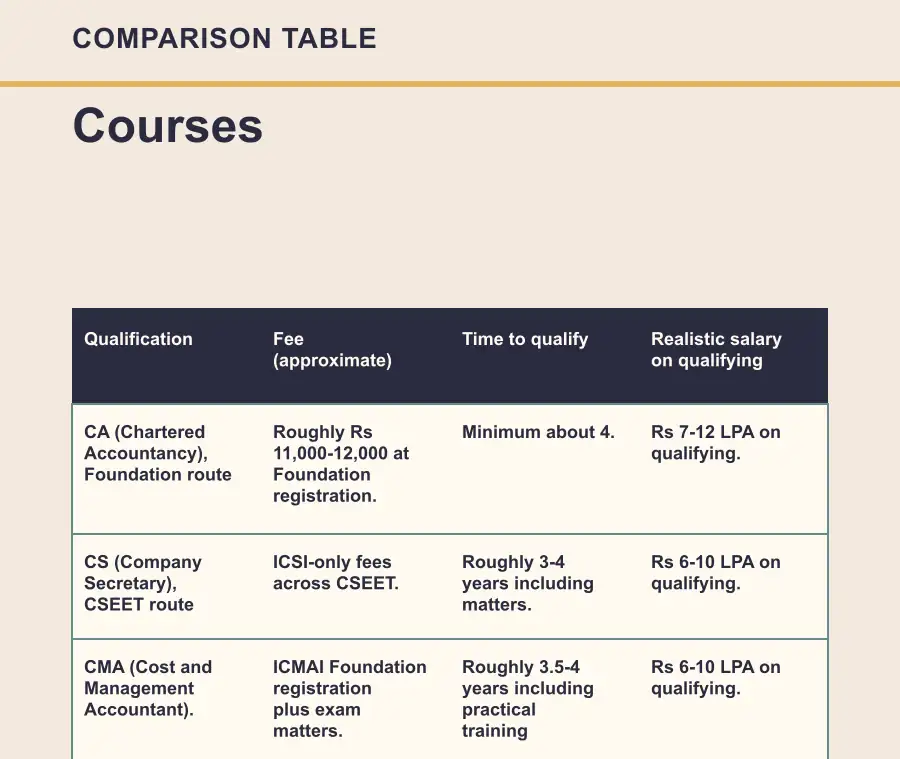 COMPARISON TABLE
Courses
Qualification
Fee
(approximate)
Time to qualify
Realistic salary
on qualifying
CA (Chartered
Accountancy),
Foundation route
Roughly Rs
11,000-12,000 at
Foundation
registration.
Minimum about 4.
Rs 7-12 LPA on
qualifying.
CS (Company
Secretary),
CSEET route
ICSI-only fees
across CSEET.
Roughly 3-4
years including
matters.
Rs 6-10 LPA on
qualifying.
CMA (Cost and
Management
Accountant).
ICMAI Foundation
registration
plus exam
matters.
Roughly 3.5-4
years including
practical
training
Rs 6-10 LPA on
qualifying.